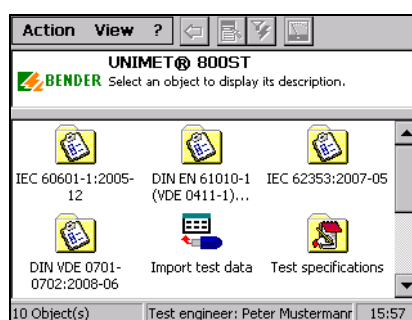 Action View ?
UNIMET® 800ST
BENDER Select an object to display its description.
IEC 60601-1:2005-
12
DIN EN 61010-1
(VDE 0411-1)...
IEC 62353:2007-05
DIN VDE 0701-
0702:2008-06
Import test data
Test specifications
10 Object(s) Test engineer: Peter Mustermanr 15:57